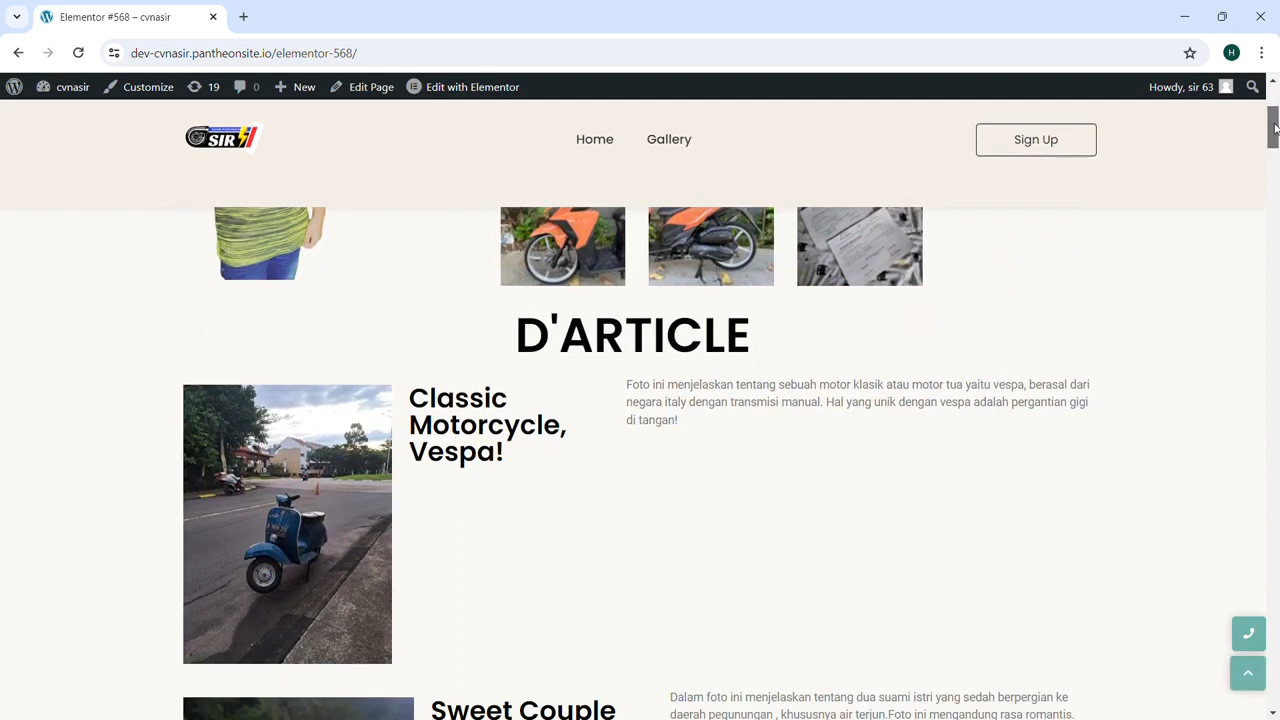 Elementor #568 – cvnasir
dev-cvnasir.pantheonsite.io/elementor-568/
H
cvnasir
Customize
19
0
New
Edit Page
Edit with Elementor
Howdy, sir 63
SIR
Home
Gallery
Sign Up
D'ARTICLE
Classic
Motorcycle,
Vespa!
Foto ini menjelaskan tentang sebuah motor klasik atau motor tua yaitu vespa, berasal dari
negara italy dengan transmisi manual. Hal yang unik dengan vespa adalah pergantian gigi
di tangan!
Sweet Couple
Dalam foto ini menjelaskan tentang dua suami istri yang sedang berpergian ke
daerah pegunungan , khususnya air terjun.Foto ini mengandung rasa romantis.